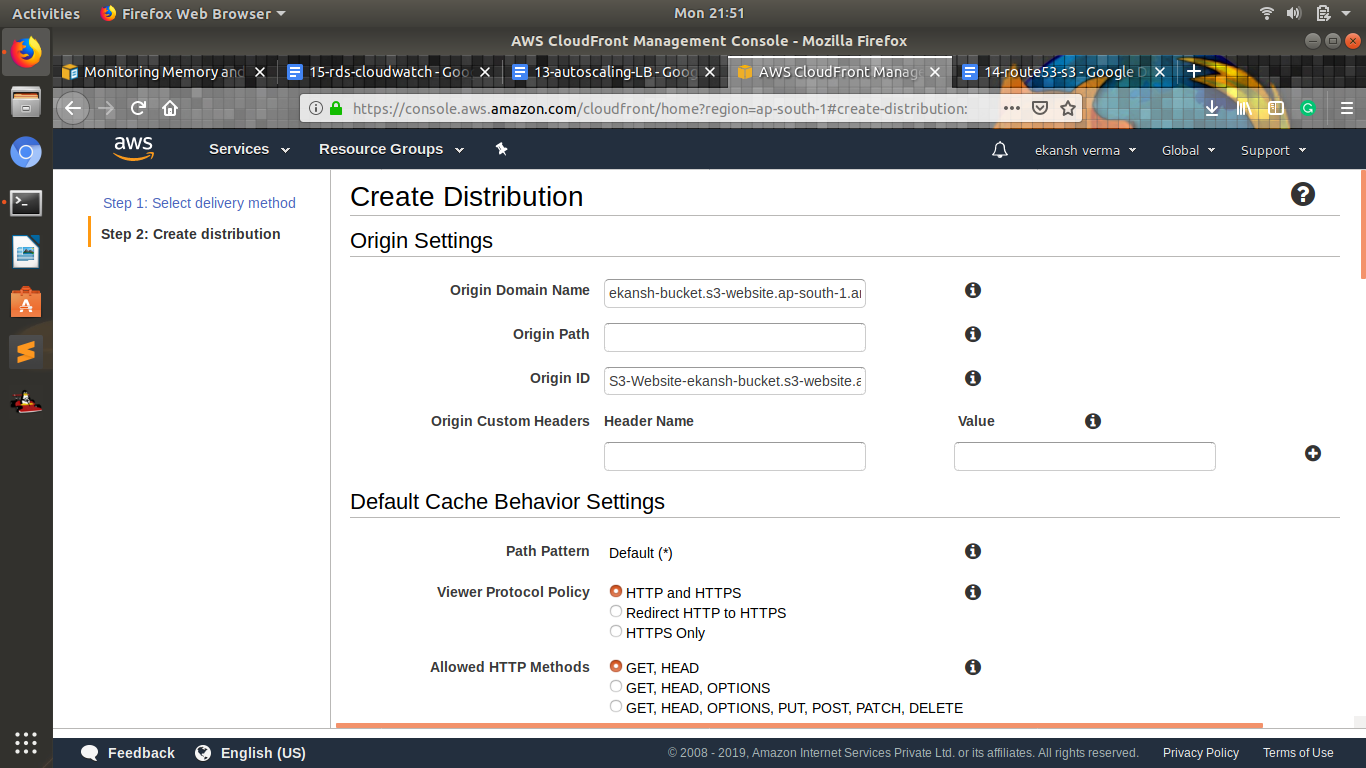 Activities Firefox Web Browser Mon 21:51
AWS CloudFront Management Console - Mozilla Firefox
Monitoring Memory and 15-rds-cloudwatch - Goo 13-autoscaling-LB - Goog AWS CloudFront Manage 14-route53-s3 - Google D
https://console.aws.amazon.com/cloudfront/home?region=ap-south-1#create-distribution:
aws Services Resource Groups ekansh verma Global Support
Step 1: Select delivery method
Step 2: Create distribution
Create Distribution
Origin Settings
Origin Domain Name ekansh-bucket.s3-website.ap-south-1.a
Origin Path
Origin ID S3-Website-ekansh-bucket.s3-website.a
Origin Custom Headers Header Name Value
Default Cache Behavior Settings
Path Pattern Default (*)
Viewer Protocol Policy HTTP and HTTPS
Redirect HTTP to HTTPS
HTTPS Only
Allowed HTTP Methods GET, HEAD
GET, HEAD, OPTIONS
GET, HEAD, OPTIONS, PUT, POST, PATCH, DELETE
Feedback English (US) © 2008 - 2019, Amazon Internet Services Private Ltd. or its affiliates. All rights reserved. Privacy Policy Terms of Use